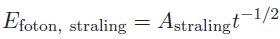 E_{foton, straling} = A_{straling} t^{-1/2}